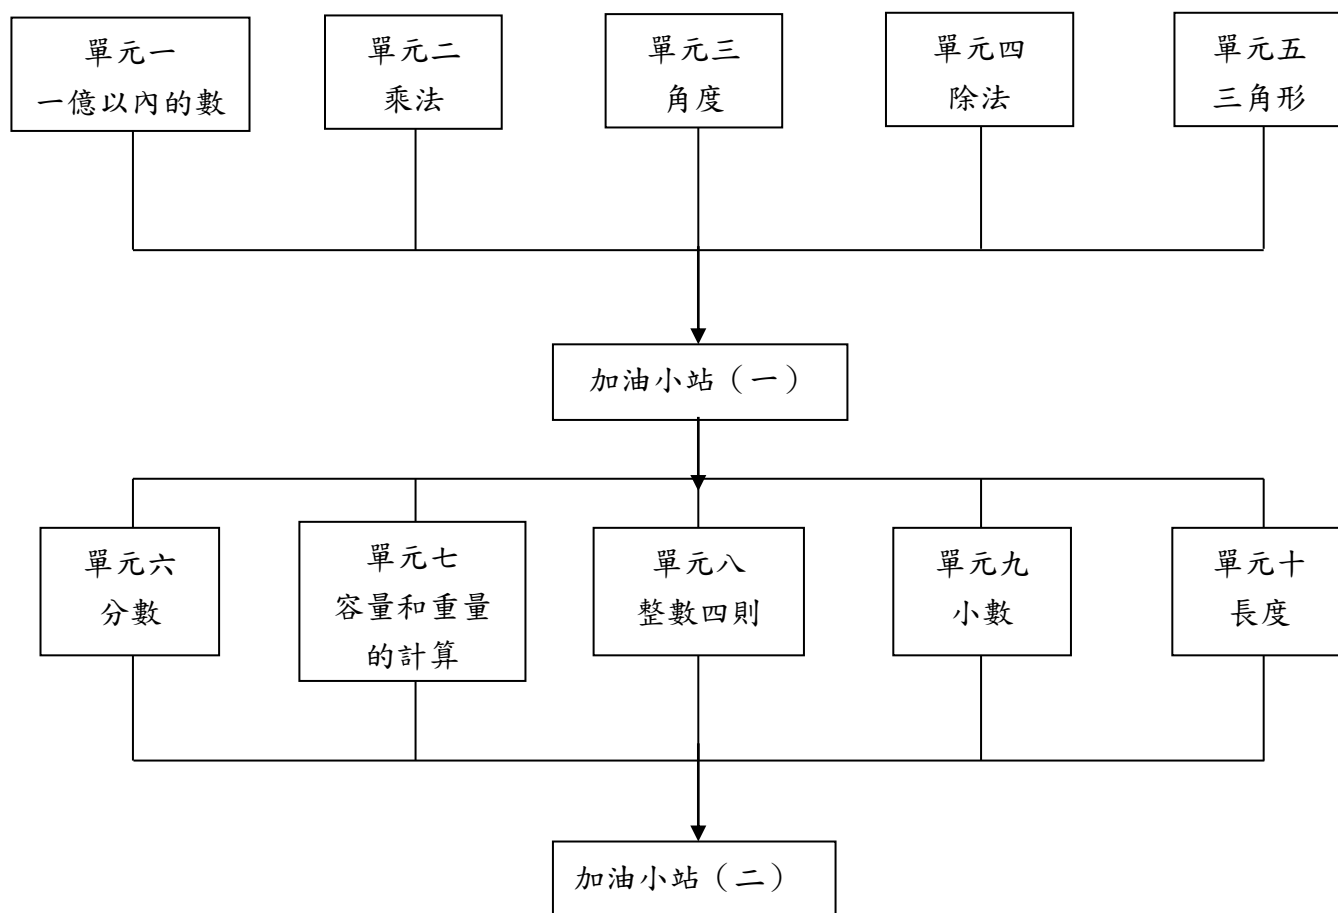 單元一
一億以內的數
單元二
乘法
單元三
角度
單元四
除法
單元五
三角形
加油小站（一）
單元六
分數
單元七
容量和重量
的計算
單元八
整數四則
單元九
小數
單元十
長度
加油小站（二）